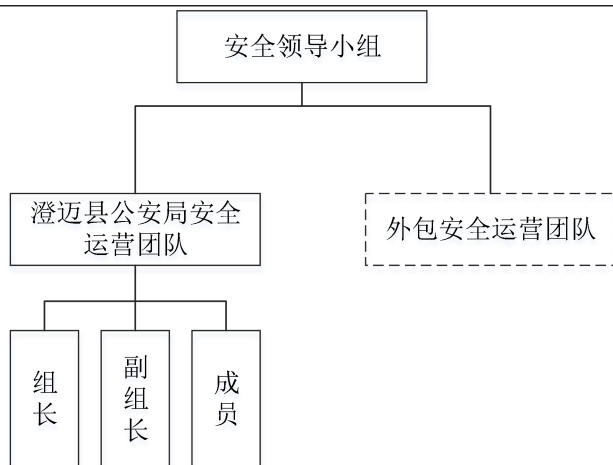 安全领导小组
澄迈县公安局安全
运营团队
外包安全运营团队
组长
副组长
成员